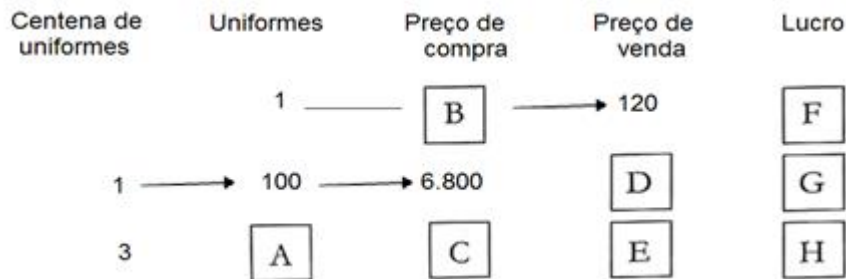 Centena de uniformes Uniformes Preço de compra Preço de venda Lucro
1 B 120 F
1 100 6.800 D G
3 A C E H